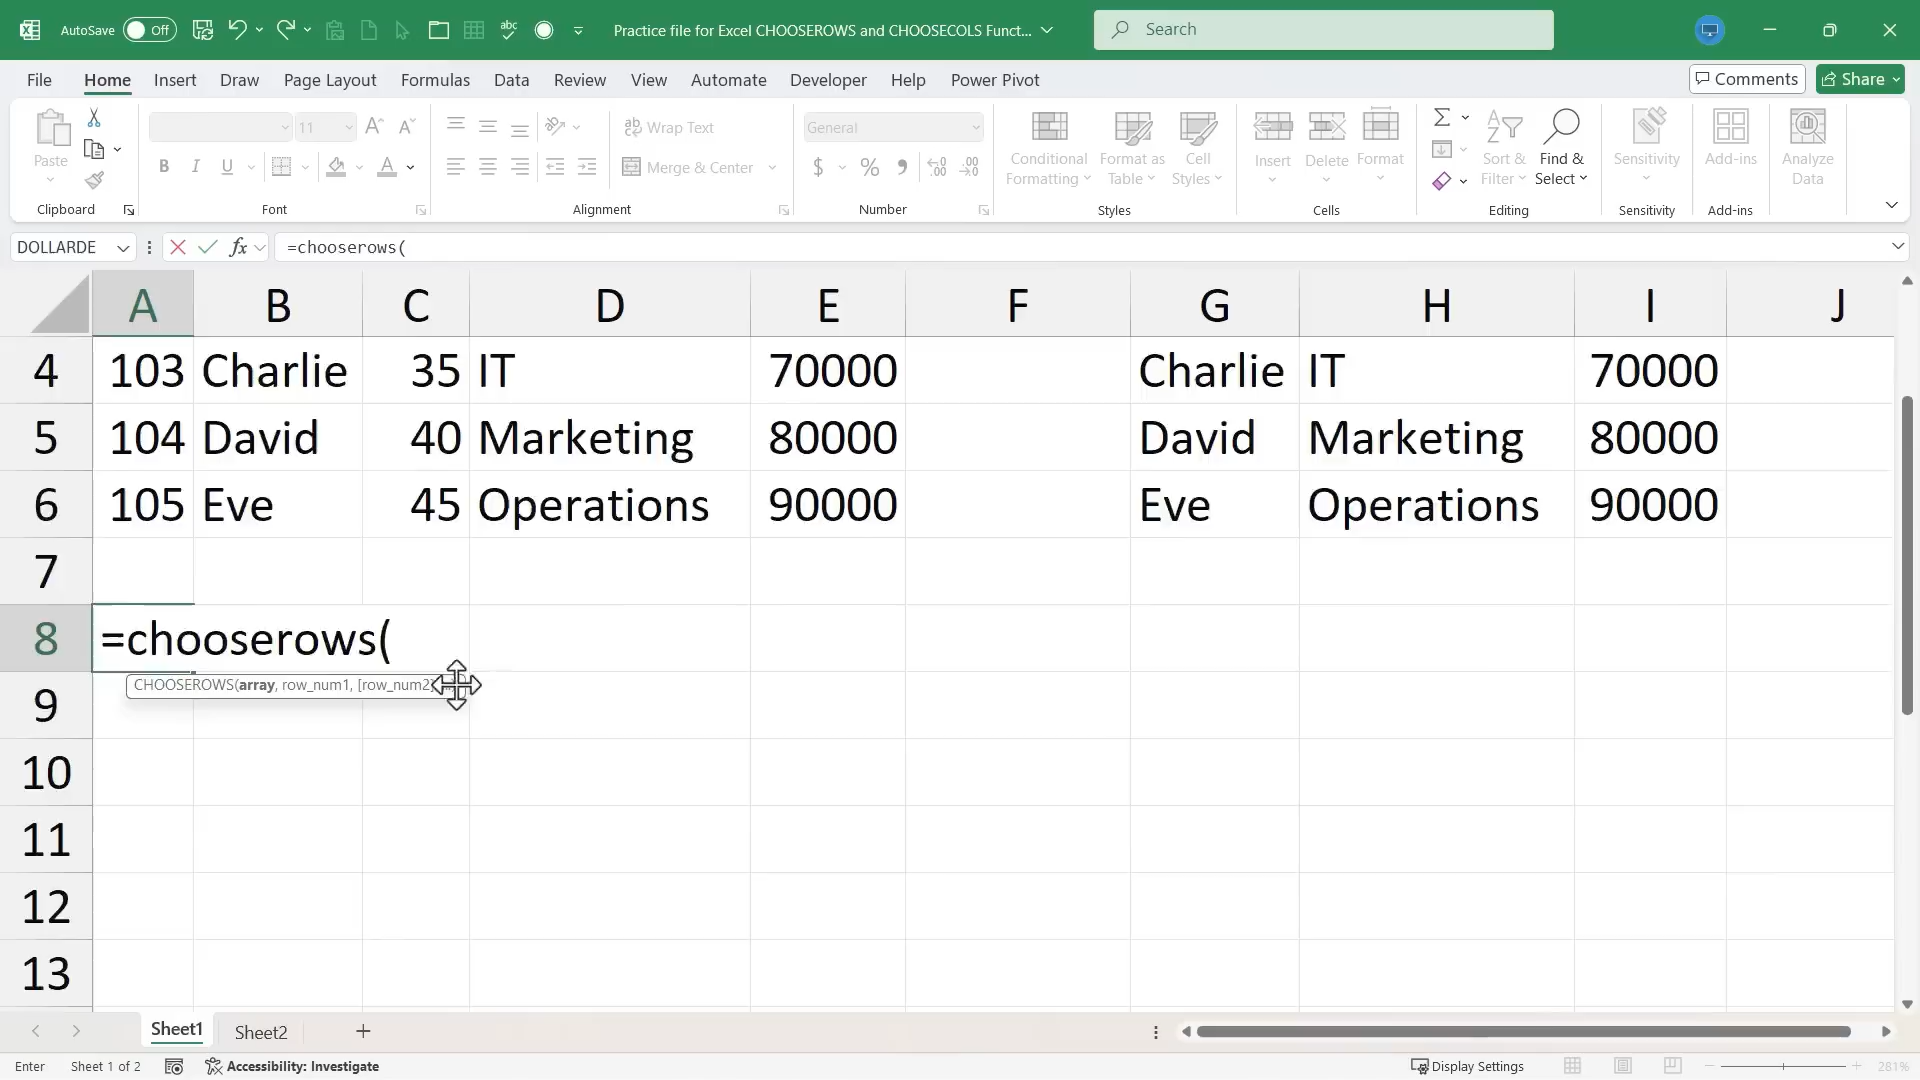 AutoSave Off Practice file for Excel CHOOSEROWS and CHOOSECOLS Funct... Search
File Home Insert Draw Page Layout Formulas Data Review View Automate Developer Help Power Pivot Comments Share
Paste
11
B I U
A
ab Wrap Text
Merge & Center
General
$ % 9
Conditional Formatting
Format as Table
Cell Styles
Insert Delete Format
Sort & Filter
Find & Select
Sensitivity
Add-ins
Analyze Data
Clipboard Font Alignment Number Styles Cells Editing Sensitivity Add-ins
DOLLARDE fx =chooserows(
A B C D E F G H I J
4 103 Charlie 35 IT 70000 Charlie IT 70000
5 104 David 40 Marketing 80000 David Marketing 80000
6 105 Eve 45 Operations 90000 Eve Operations 90000
7
8 =chooserows(
CHOOSEROWS(array, row_num1, [row_num2]
9
10
11
12
13
Sheet1 Sheet2
Enter Sheet 1 of 2 Accessibility: Investigate Display Settings 281%